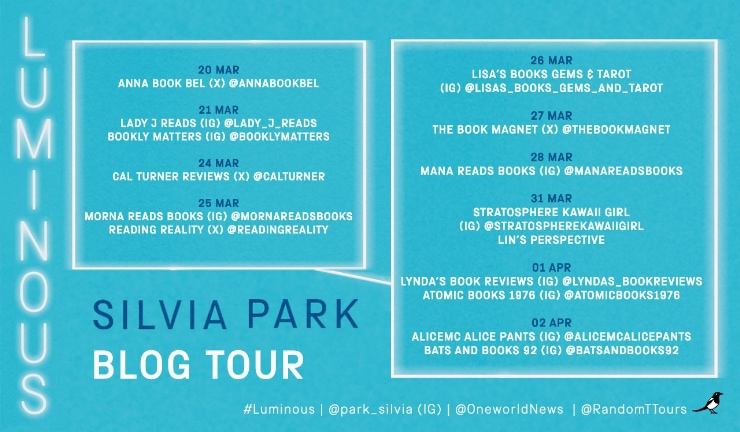 LUMINOUS
20 MAR
ANNA BOOK BEL (X) @ANNABOOKBEL
21 MAR
LADY J READS (IG) @LADY_J_READS
BOOKLY MATTERS (IG) @BOOKLYMATTERS
24 MAR
CAL TURNER REVIEWS (X) @CALTURNER
25 MAR
MORNA READS BOOKS (IG) @MORNAREADSBOOKS
READING REALITY (X) @READINGREALITY
26 MAR
LISA'S BOOKS GEMS & TAROT
(IG) @LISAS_BOOKS_GEMS_AND_TAROT
27 MAR
THE BOOK MAGNET (X) @THEBOOKMAGNET
28 MAR
MANA READS BOOKS (IG) @MANAREADSBOOKS
31 MAR
STRATOSPHERE KAWAII GIRL
(IG) @STRATOSPHEREKAWAIIGIRL
LIN'S PERSPECTIVE
01 APR
LYNDA'S BOOK REVIEWS (IG) @LYNDAS_BOOKREVIEWS
ATOMIC BOOKS 1976 (IG) @ATOMICBOOKS1976
02 APR
ALICEMC ALICE PANTS (IG) @ALICEMCALICEPANTS
BATS AND BOOKS 92 (IG) @BATSANDBOOKS92
SILVIA PARK
BLOG TOUR
#Luminous | @park_silvia (IG) | @OneworldNews | @RandomTTours